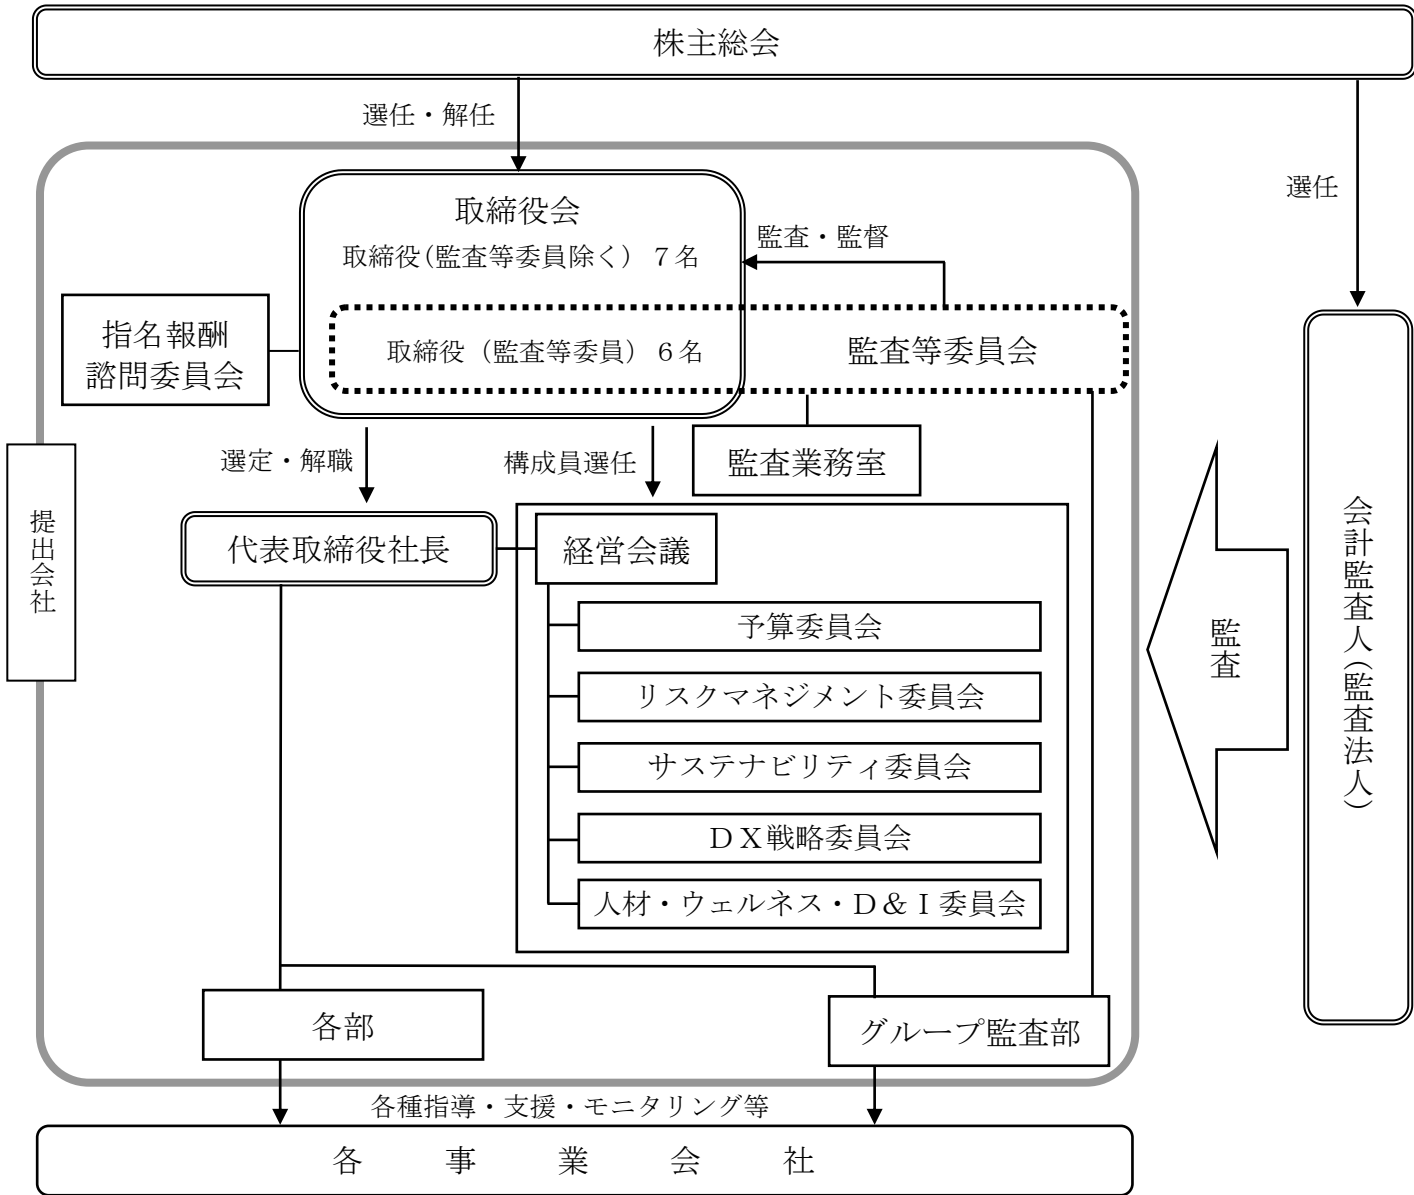 株主総会
選任・解任
選任
取締役会
取締役(監査等委員除く) 7名
監査・監督
指名報酬
諮問委員会
取締役(監査等委員) 6名
監査等委員会
選定・解職
構成員選任
監査業務室
提出会社
代表取締役社長
経営会議
予算委員会
リスクマネジメント委員会
サステナビリティ委員会
DX戦略委員会
人材・ウェルネス・D&I委員会
監査
会計監査人(監査法人)
各部
グループ監査部
各種指導・支援・モニタリング等
各事業会社